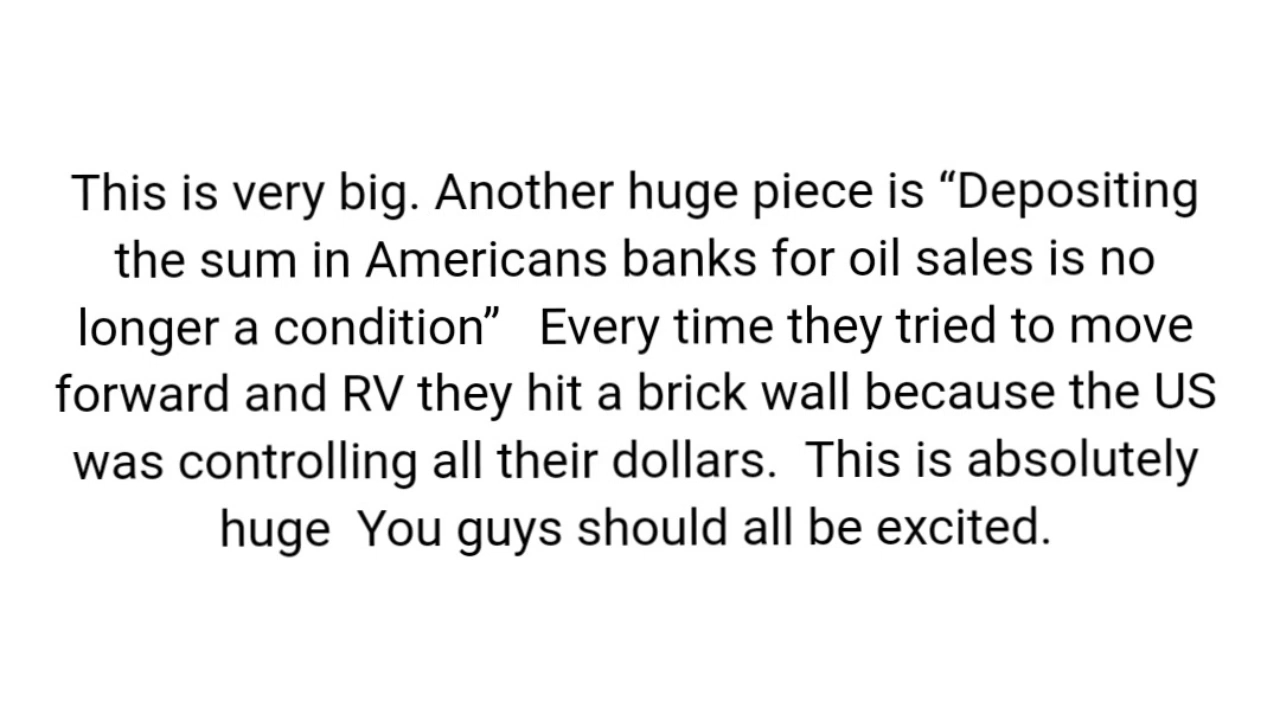 This is very big. Another huge piece is “Depositing
the sum in Americans banks for oil sales is no
longer a condition”   Every time they tried to move
forward and RV they hit a brick wall because the US
was controlling all their dollars.  This is absolutely
huge  You guys should all be excited.